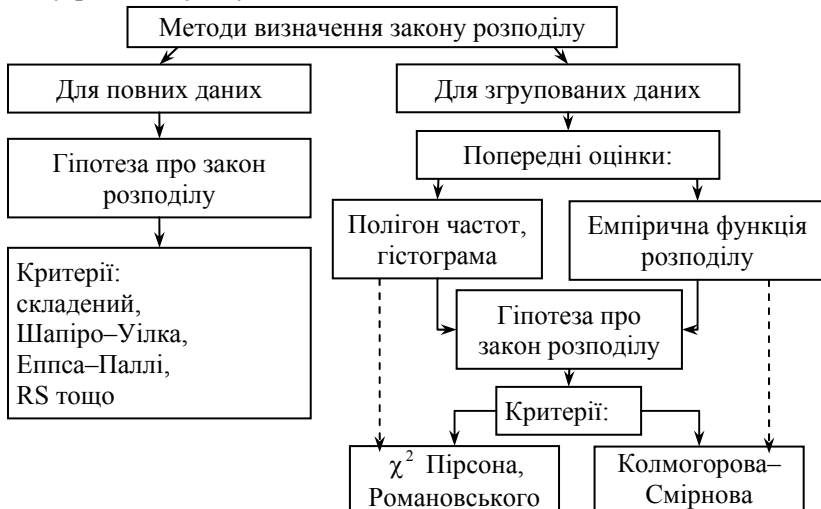 Методи визначення закону розподілу
Для повних даних
Для згрупованих даних
Гіпотеза про закон
розподілу
Попередні оцінки:
Полігон частот,
гістограма
Емпірична функція
розподілу
Критерії:
складений,
Шапіро–Уілка,
Еппса–Паллі,
RS тощо
Гіпотеза про
закон розподілу
Критерії:
χ² Пірсона,
Романовського
Колмогорова–
Смірнова